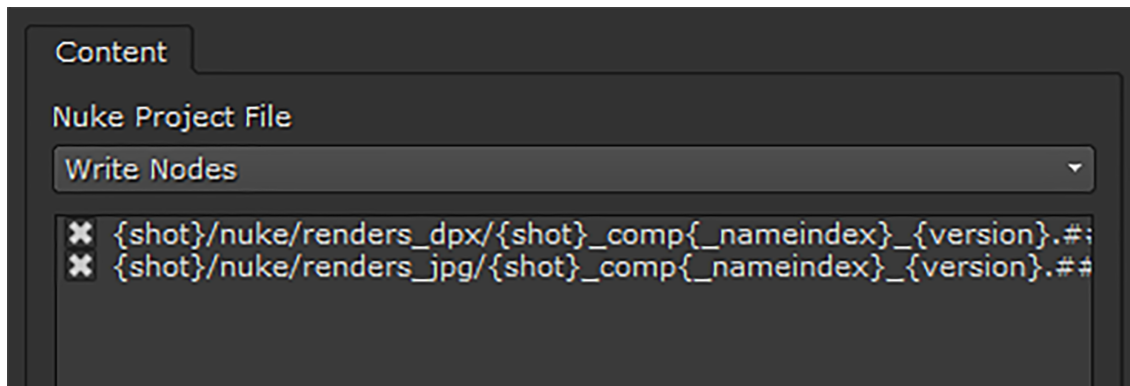 Content
Nuke Project File
Write Nodes
{shot}/nuke/renders_dpx/{shot}_comp{_nameindex}_{version}.#
{shot}/nuke/renders_jpg/{shot}_comp{_nameindex}_{version}.##